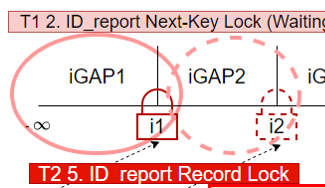 T1 2. ID_report Next-Key Lock (Waiting
iGAP1 iGAP2
-∞ i1 i2
T2 5. ID_report Record Lock